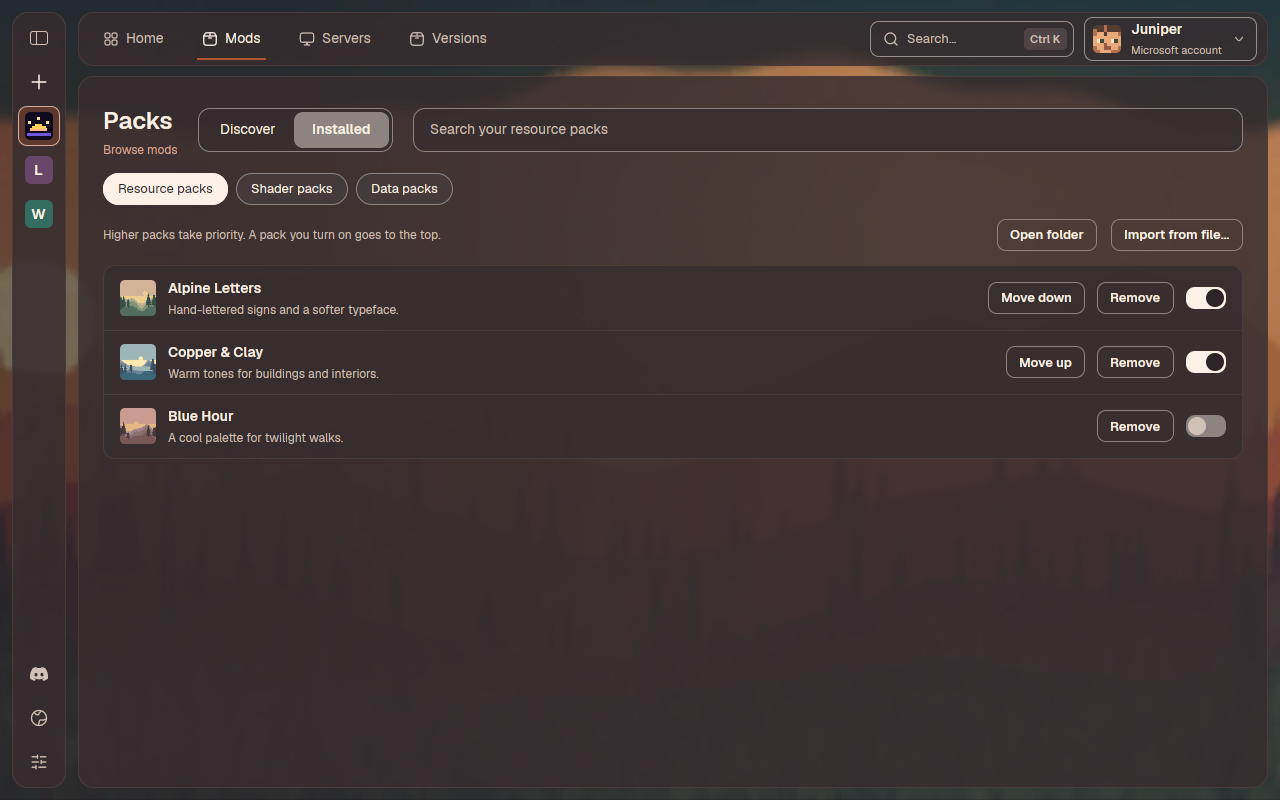 Home
Mods
Servers
Versions
Search...
Ctrl K
Juniper
Microsoft account
L
W
Packs
Browse mods
Discover
Installed
Search your resource packs
Resource packs
Shader packs
Data packs
Higher packs take priority. A pack you turn on goes to the top.
Open folder
Import from file...
Alpine Letters
Hand-lettered signs and a softer typeface.
Move down
Remove
Copper & Clay
Warm tones for buildings and interiors.
Move up
Remove
Blue Hour
A cool palette for twilight walks.
Remove